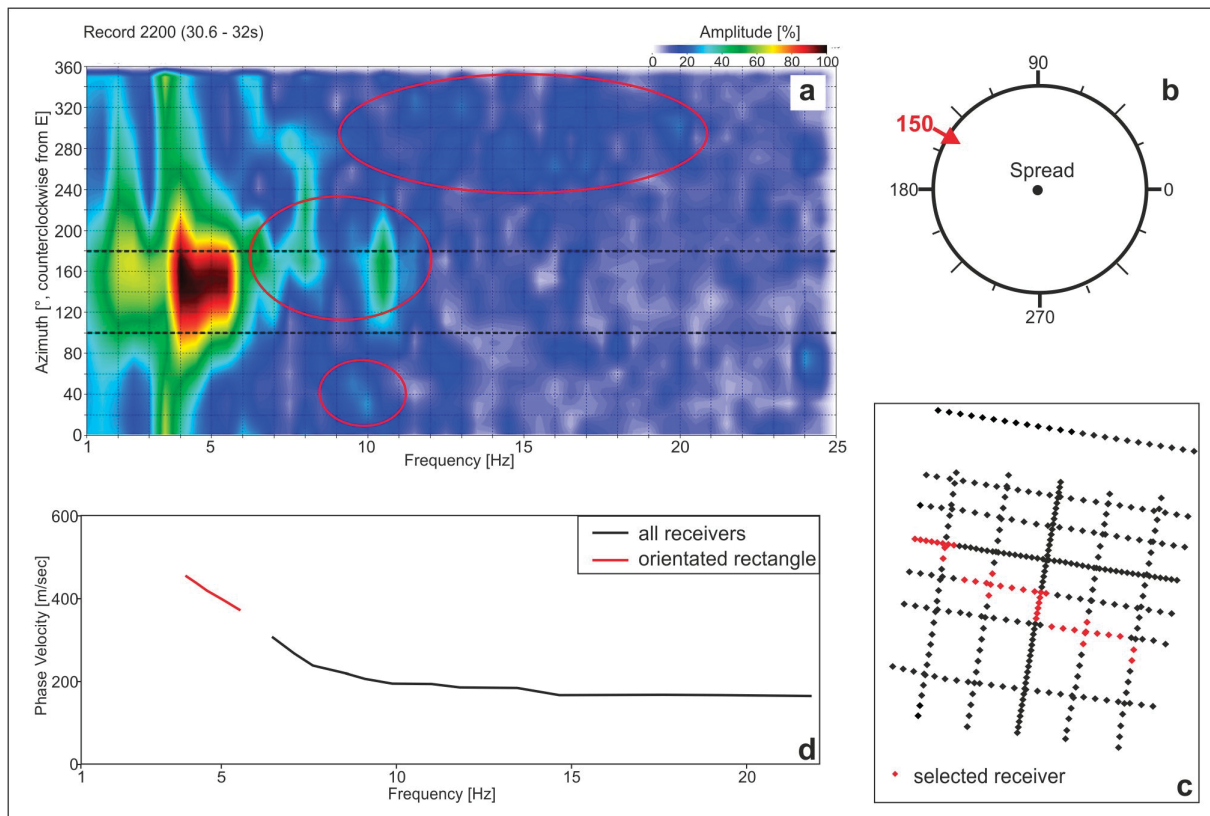 Record 2200 (30.6 - 32s)
Amplitude [%]
0 20 40 60 80 100
a
360
320
280
240
200
160
120
80
40
0
Azimuth [°, counterclockwise from E]
1 5 10 15 20 25
Frequency [Hz]
b
90
150
Spread
180
0
270
c
selected receiver
600
400
200
0
Phase Velocity [m/sec]
all receivers
orientated rectangle
d
1 5 10 15 20
Frequency [Hz]